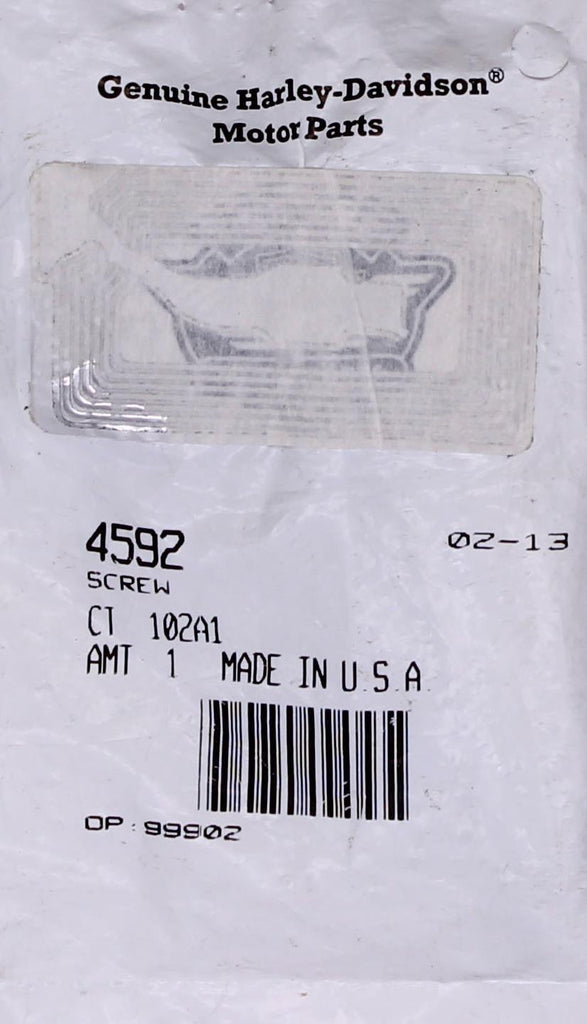 Genuine Harley-Davidson®
Motor Parts
4592
02-13
SCREW
CT 102A1
AMT 1 MADE IN U.S.A
OP: 99902